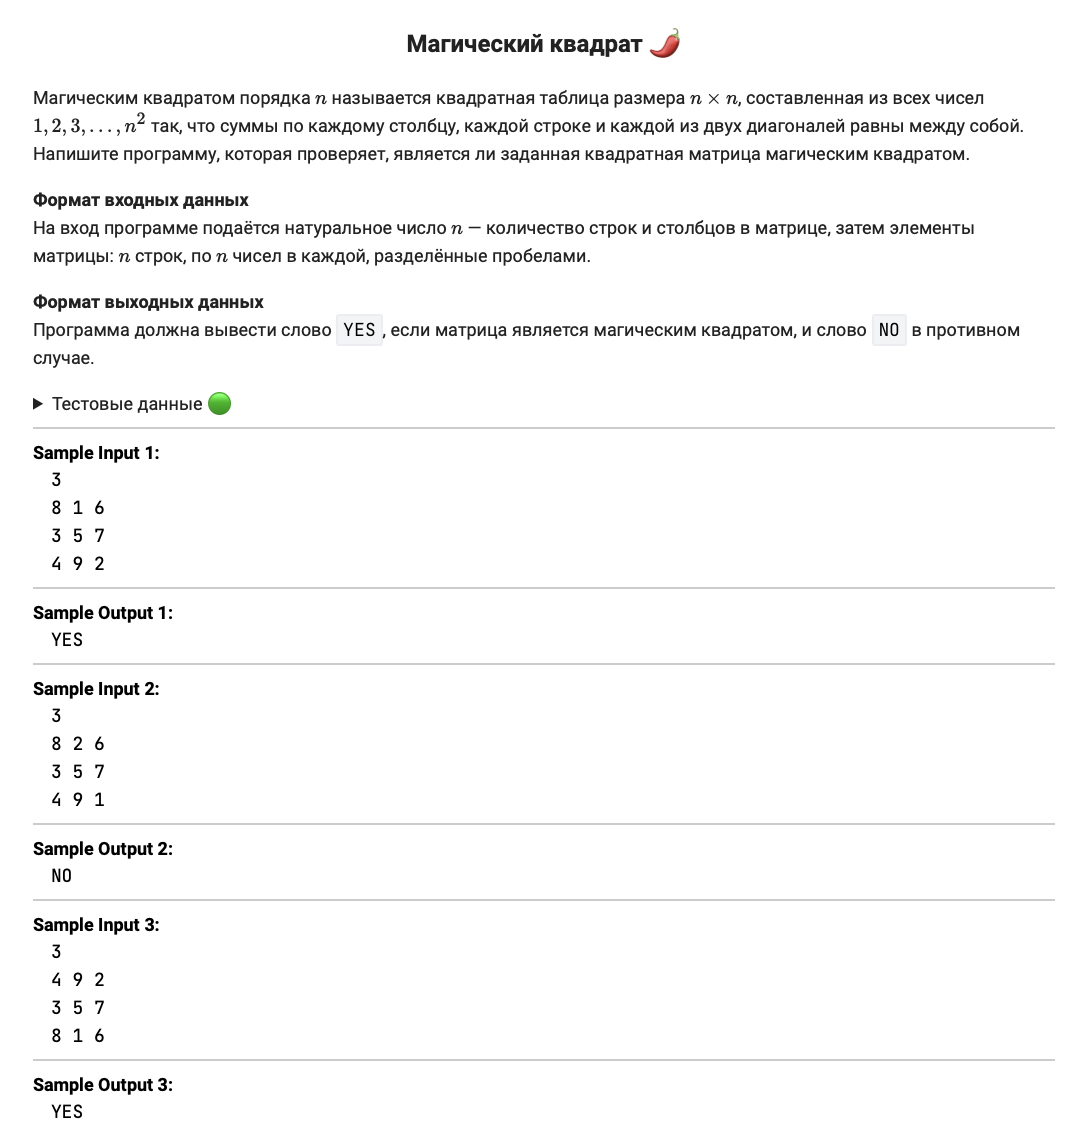 Магический квадрат 🌶️
Магическим квадратом порядка n называется квадратная таблица размера n × n, составленная из всех чисел
1, 2, 3, . . . , n² так, что суммы по каждому столбцу, каждой строке и каждой из двух диагоналей равны между собой.
Напишите программу, которая проверяет, является ли заданная квадратная матрица магическим квадратом.
Формат входных данных
На вход программе подаётся натуральное число n — количество строк и столбцов в матрице, затем элементы
матрицы: n строк, по n чисел в каждой, разделённые пробелами.
Формат выходных данных
Программа должна вывести слово YES, если матрица является магическим квадратом, и слово NO в противном
случае.
▶ Тестовые данные 🟢
Sample Input 1:
3
8 1 6
3 5 7
4 9 2
Sample Output 1:
YES
Sample Input 2:
3
8 2 6
3 5 7
4 9 1
Sample Output 2:
NO
Sample Input 3:
3
4 9 2
3 5 7
8 1 6
Sample Output 3:
YES